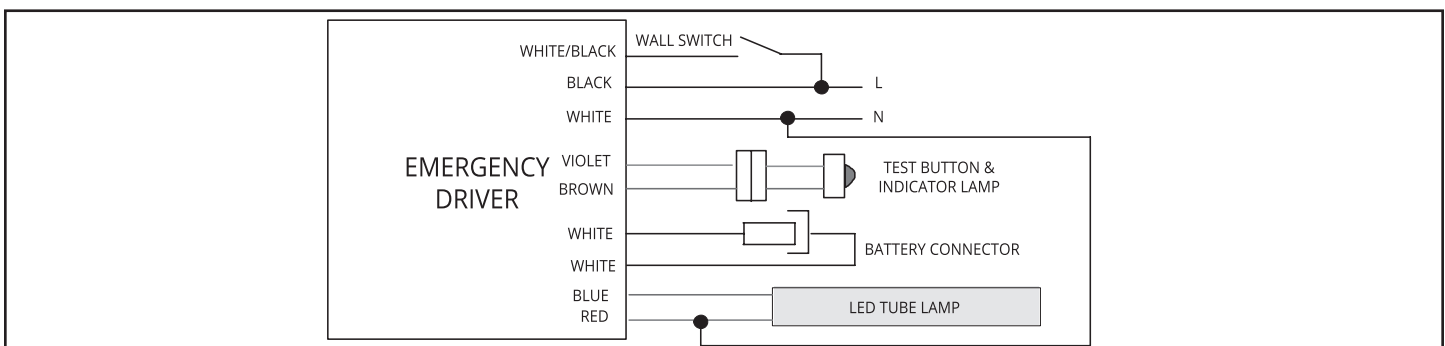 WHITE/BLACK
WALL SWITCH
BLACK
L
WHITE
N
EMERGENCY
DRIVER
VIOLET
BROWN
TEST BUTTON &
INDICATOR LAMP
WHITE
WHITE
BATTERY CONNECTOR
BLUE
RED
LED TUBE LAMP